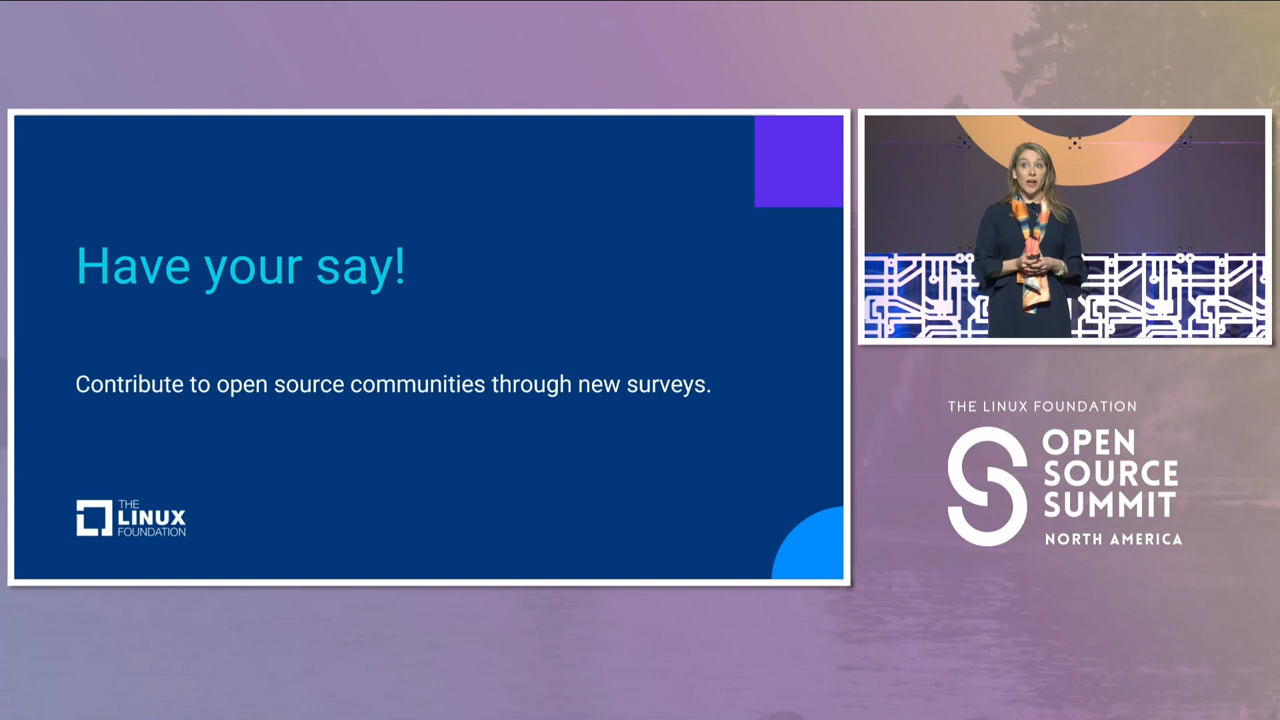 Have your say!
Contribute to open source communities through new surveys.
THE
LINUX
FOUNDATION
THE LINUX FOUNDATION
OPEN
SOURCE
SUMMIT
NORTH AMERICA